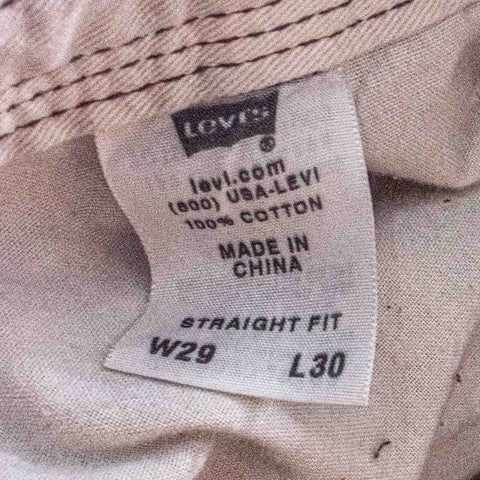 Levi's
®
levi.com
(800) USA-LEVI
100% COTTON
MADE IN
CHINA
STRAIGHT FIT
W29 L30